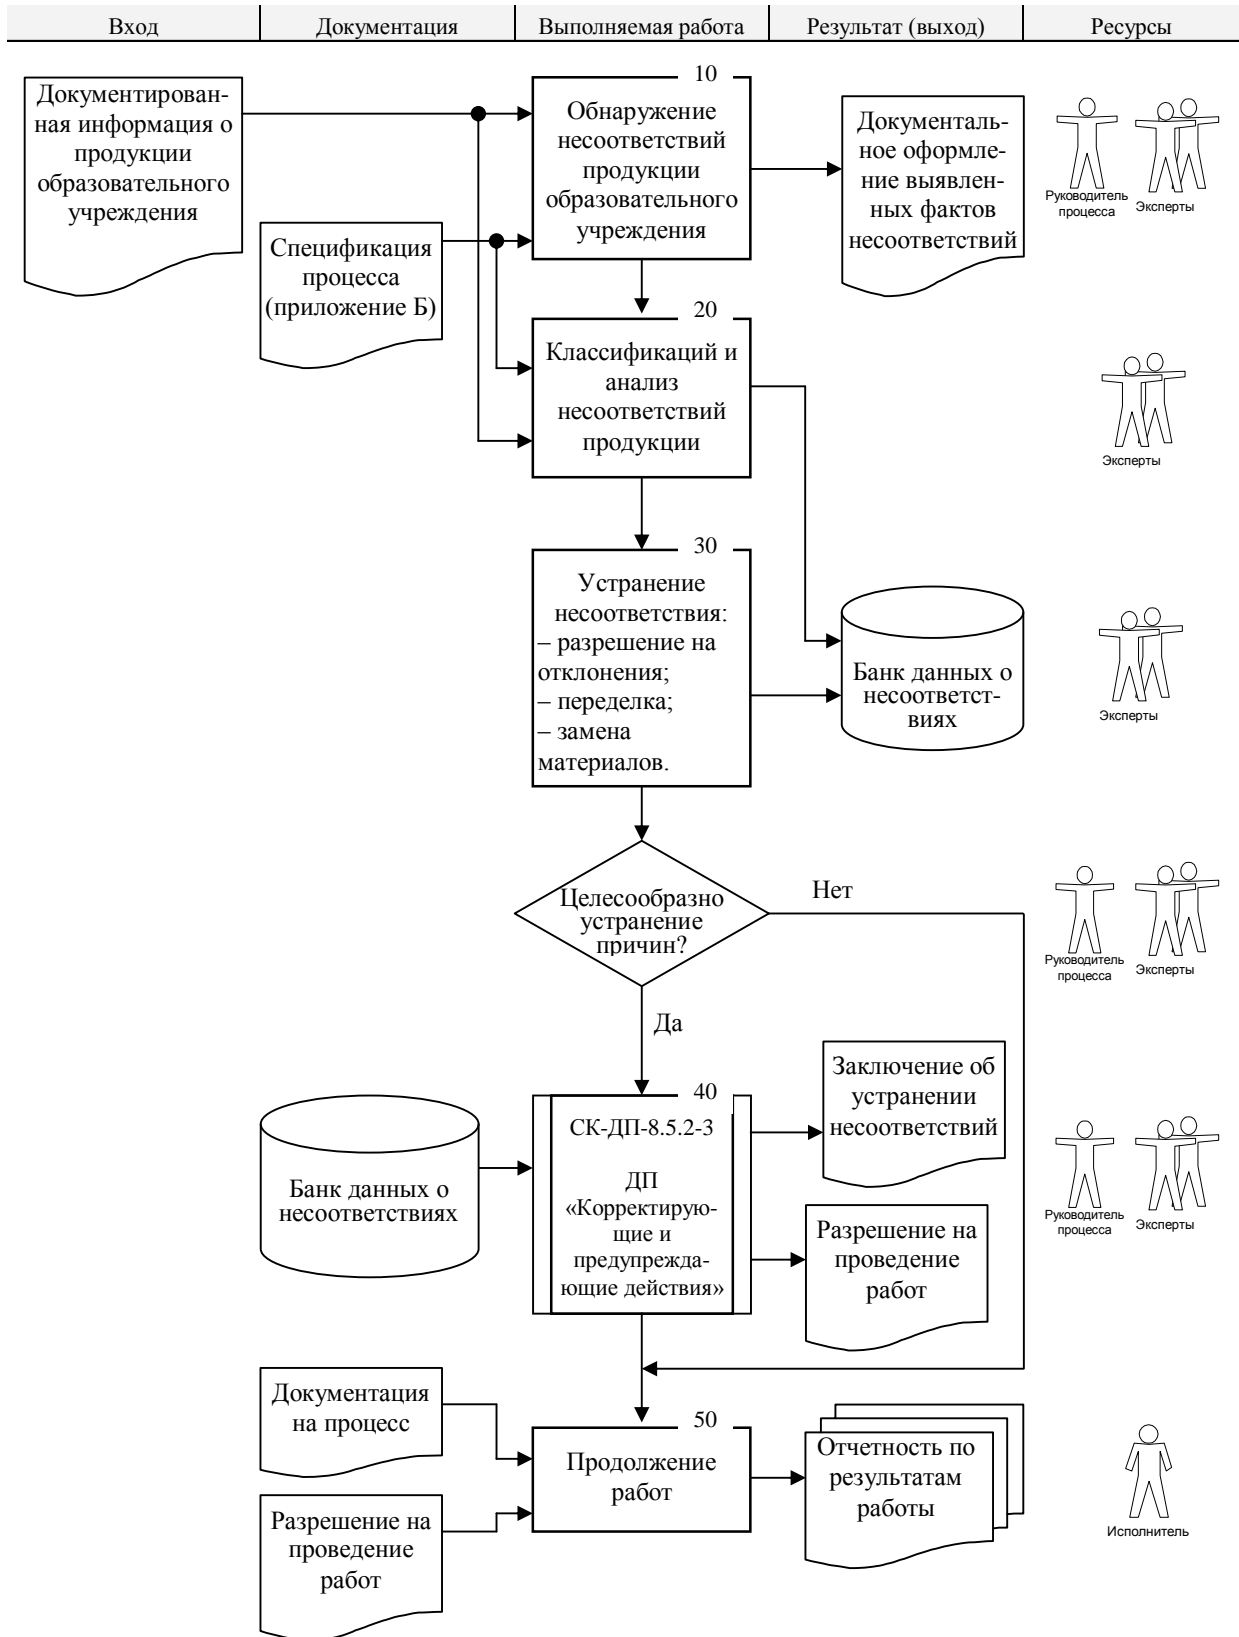 Вход
Документация
Выполняемая работа
Результат (выход)
Ресурсы
Документирован-
ная информация о
продукции
образовательного
учреждения
Спецификация
процесса
(приложение Б)
10
Обнаружение
несоответствий
продукции
образовательного
учреждения
Документаль-
ное оформле-
ние выявлен-
ных фактов
несоответствий
Руководитель
процесса
Эксперты
20
Классификаций и
анализ
несоответствий
продукции
Эксперты
30
Устранение
несоответствия:
– разрешение на
отклонения;
– переделка;
– замена
материалов.
Банк данных о
несоответст-
виях
Эксперты
Целесообразно
устранение
причин?
Нет
Да
Руководитель
процесса
Эксперты
Банк данных о
несоответствиях
40
СК-ДП-8.5.2-3
ДП
«Корректирую-
щие и
предупрежда-
ющие действия»
Заключение об
устранении
несоответствий
Разрешение на
проведение
работ
Руководитель
процесса
Эксперты
Документация
на процесс
Разрешение на
проведение
работ
50
Продолжение
работ
Отчетность по
результатам
работы
Исполнитель